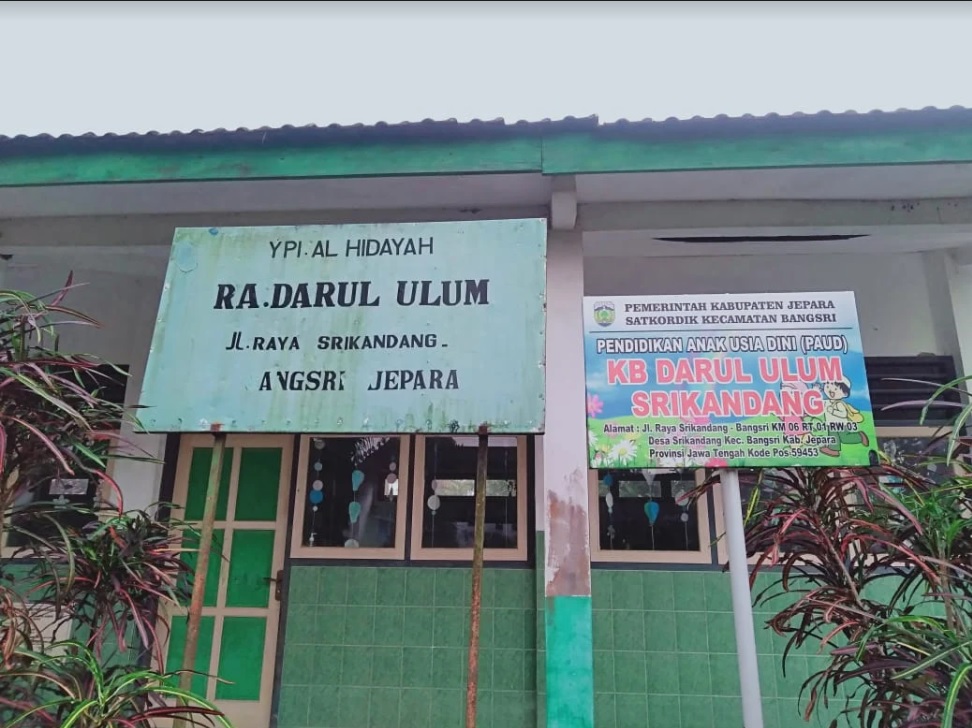 YPI. AL HIDAYAH
RA. DARUL ULUM
JL. RAYA SRIKANDANG -
ANGSRI JEPARA
PEMERINTAH KABUPATEN JEPARA
SATKORDIK KECAMATAN BANGSRI
PENDIDIKAN ANAK USIA DINI (PAUD)
KB DARUL ULUM
SRIKANDANG
Alamat : Jl. Raya Srikandang - Bangsri KM 06 RT 01 RW 03
Desa Srikandang Kec. Bangsri Kab. Jepara
Provinsi Jawa Tengah Kode Pos 59453